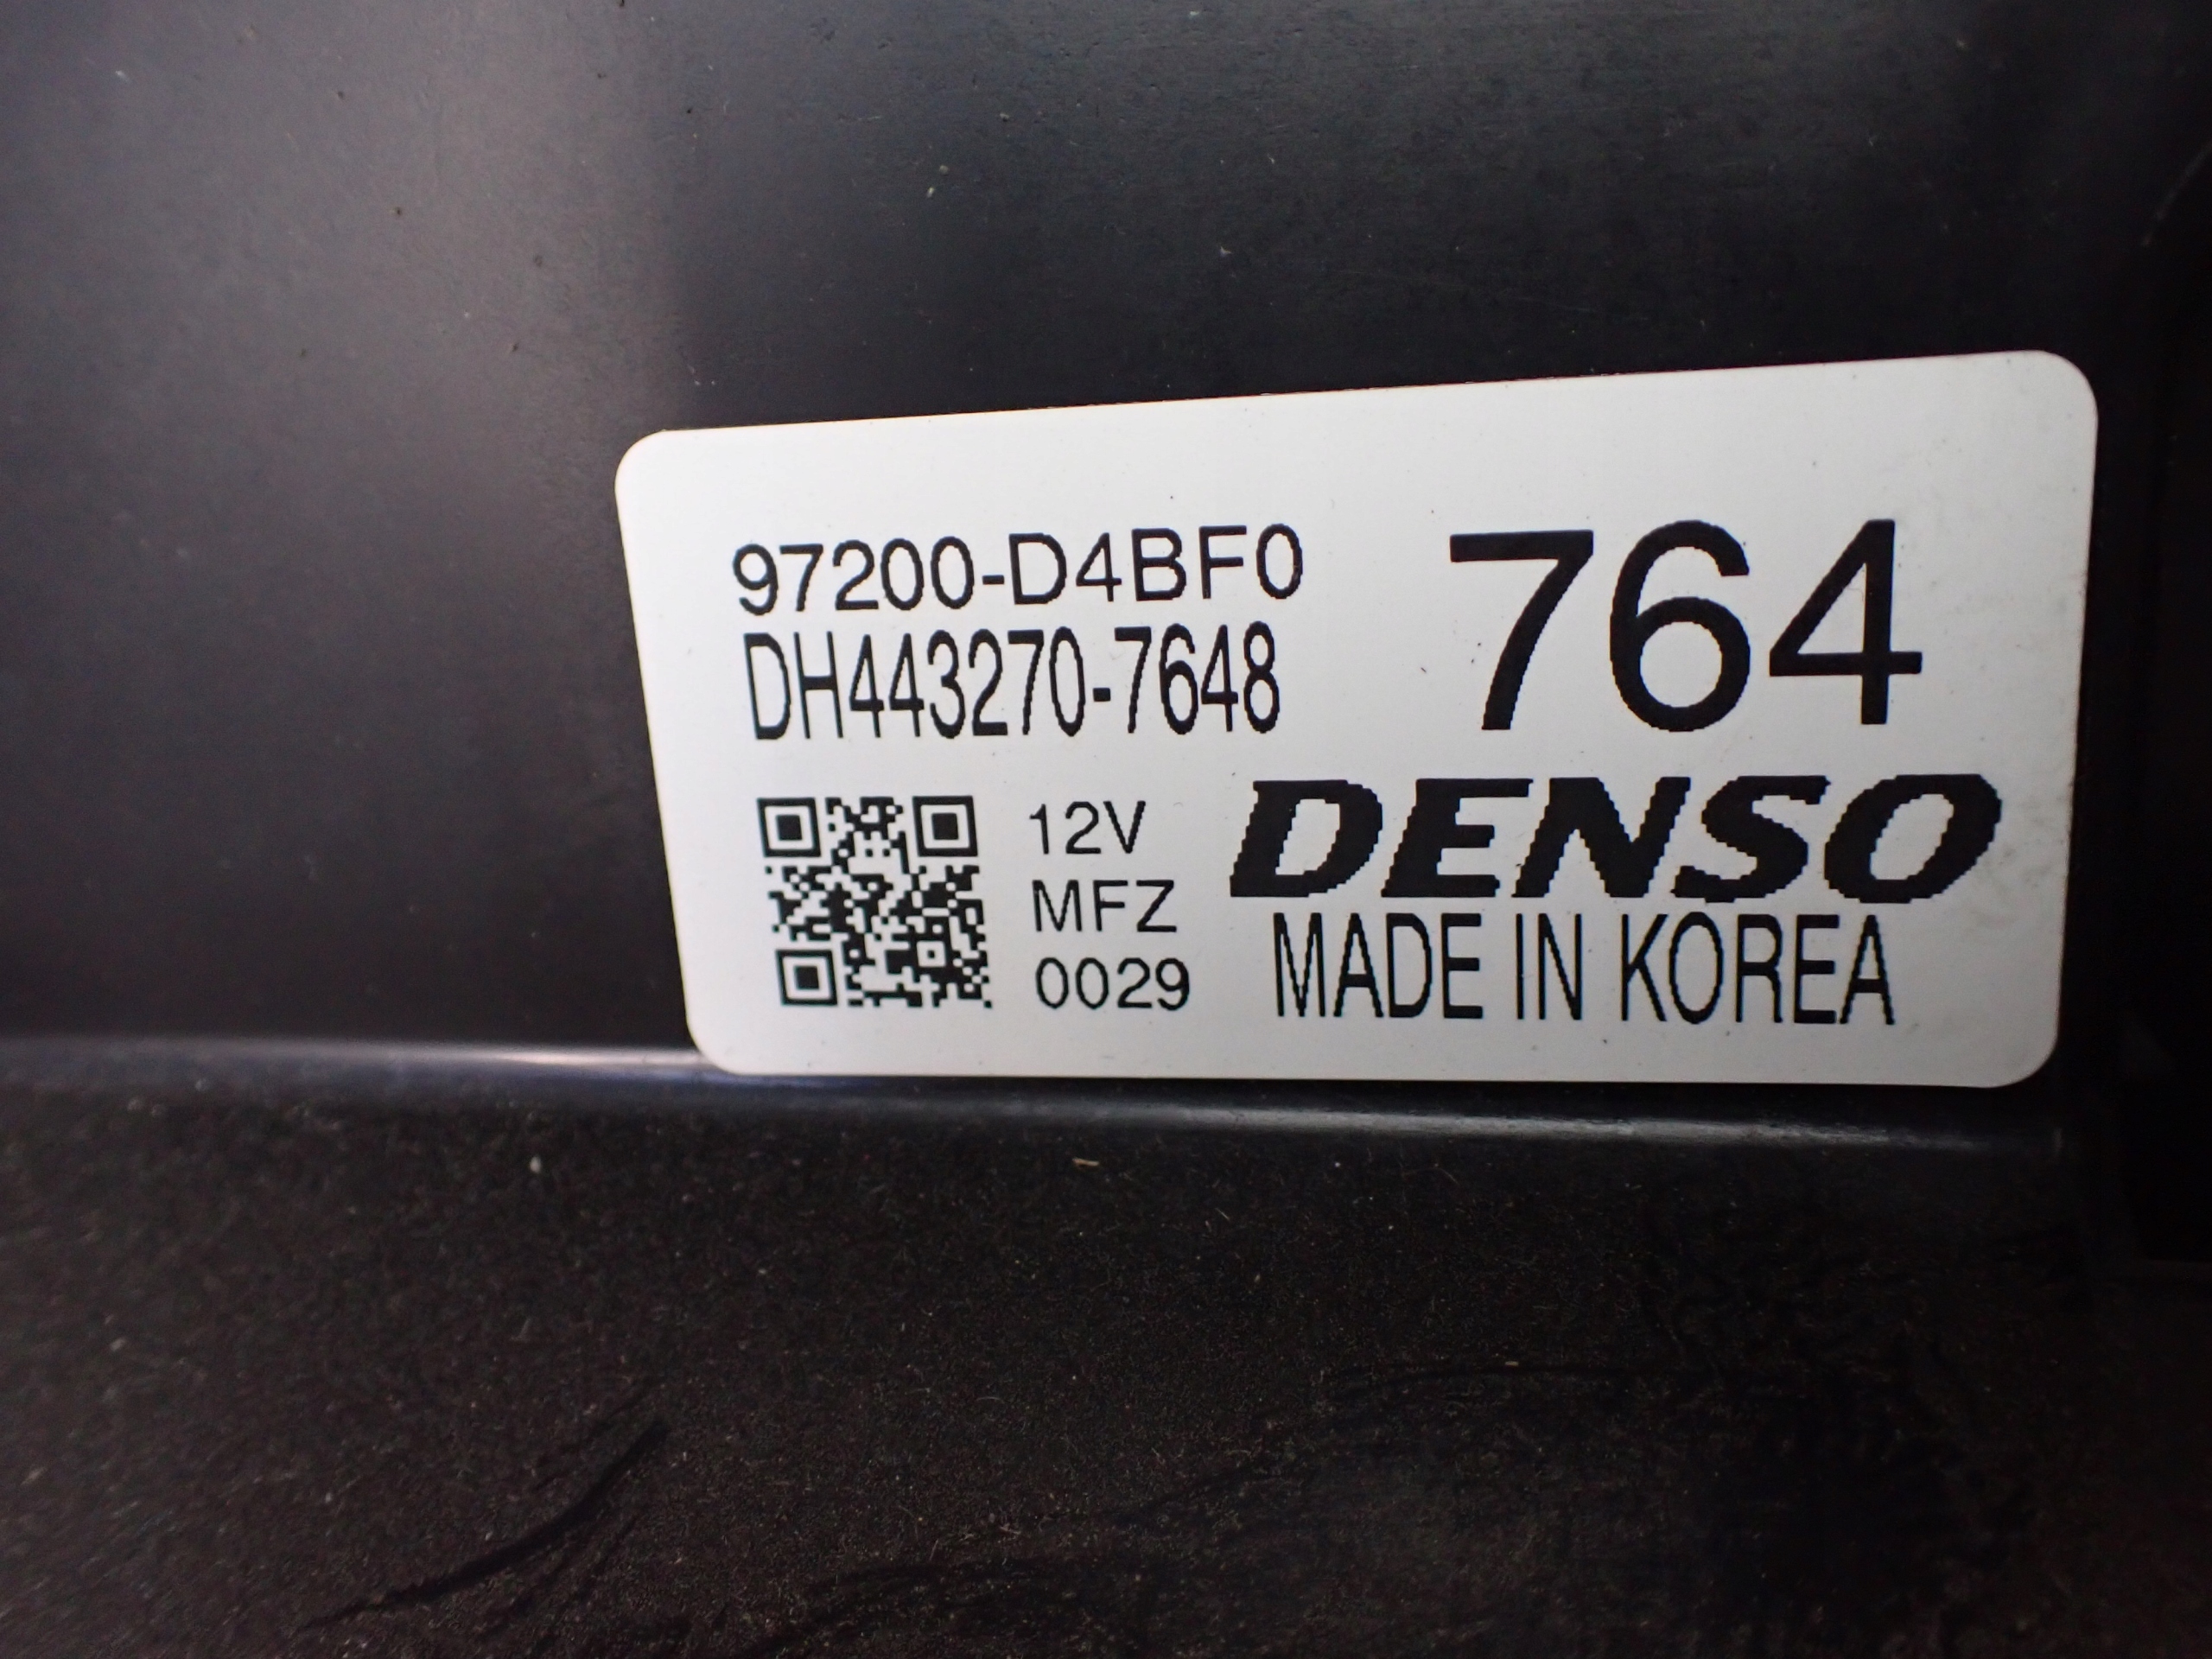 97200-D4BF0
764
DH443270-7648
12V
MFZ
0029
DENSO
MADE IN KOREA